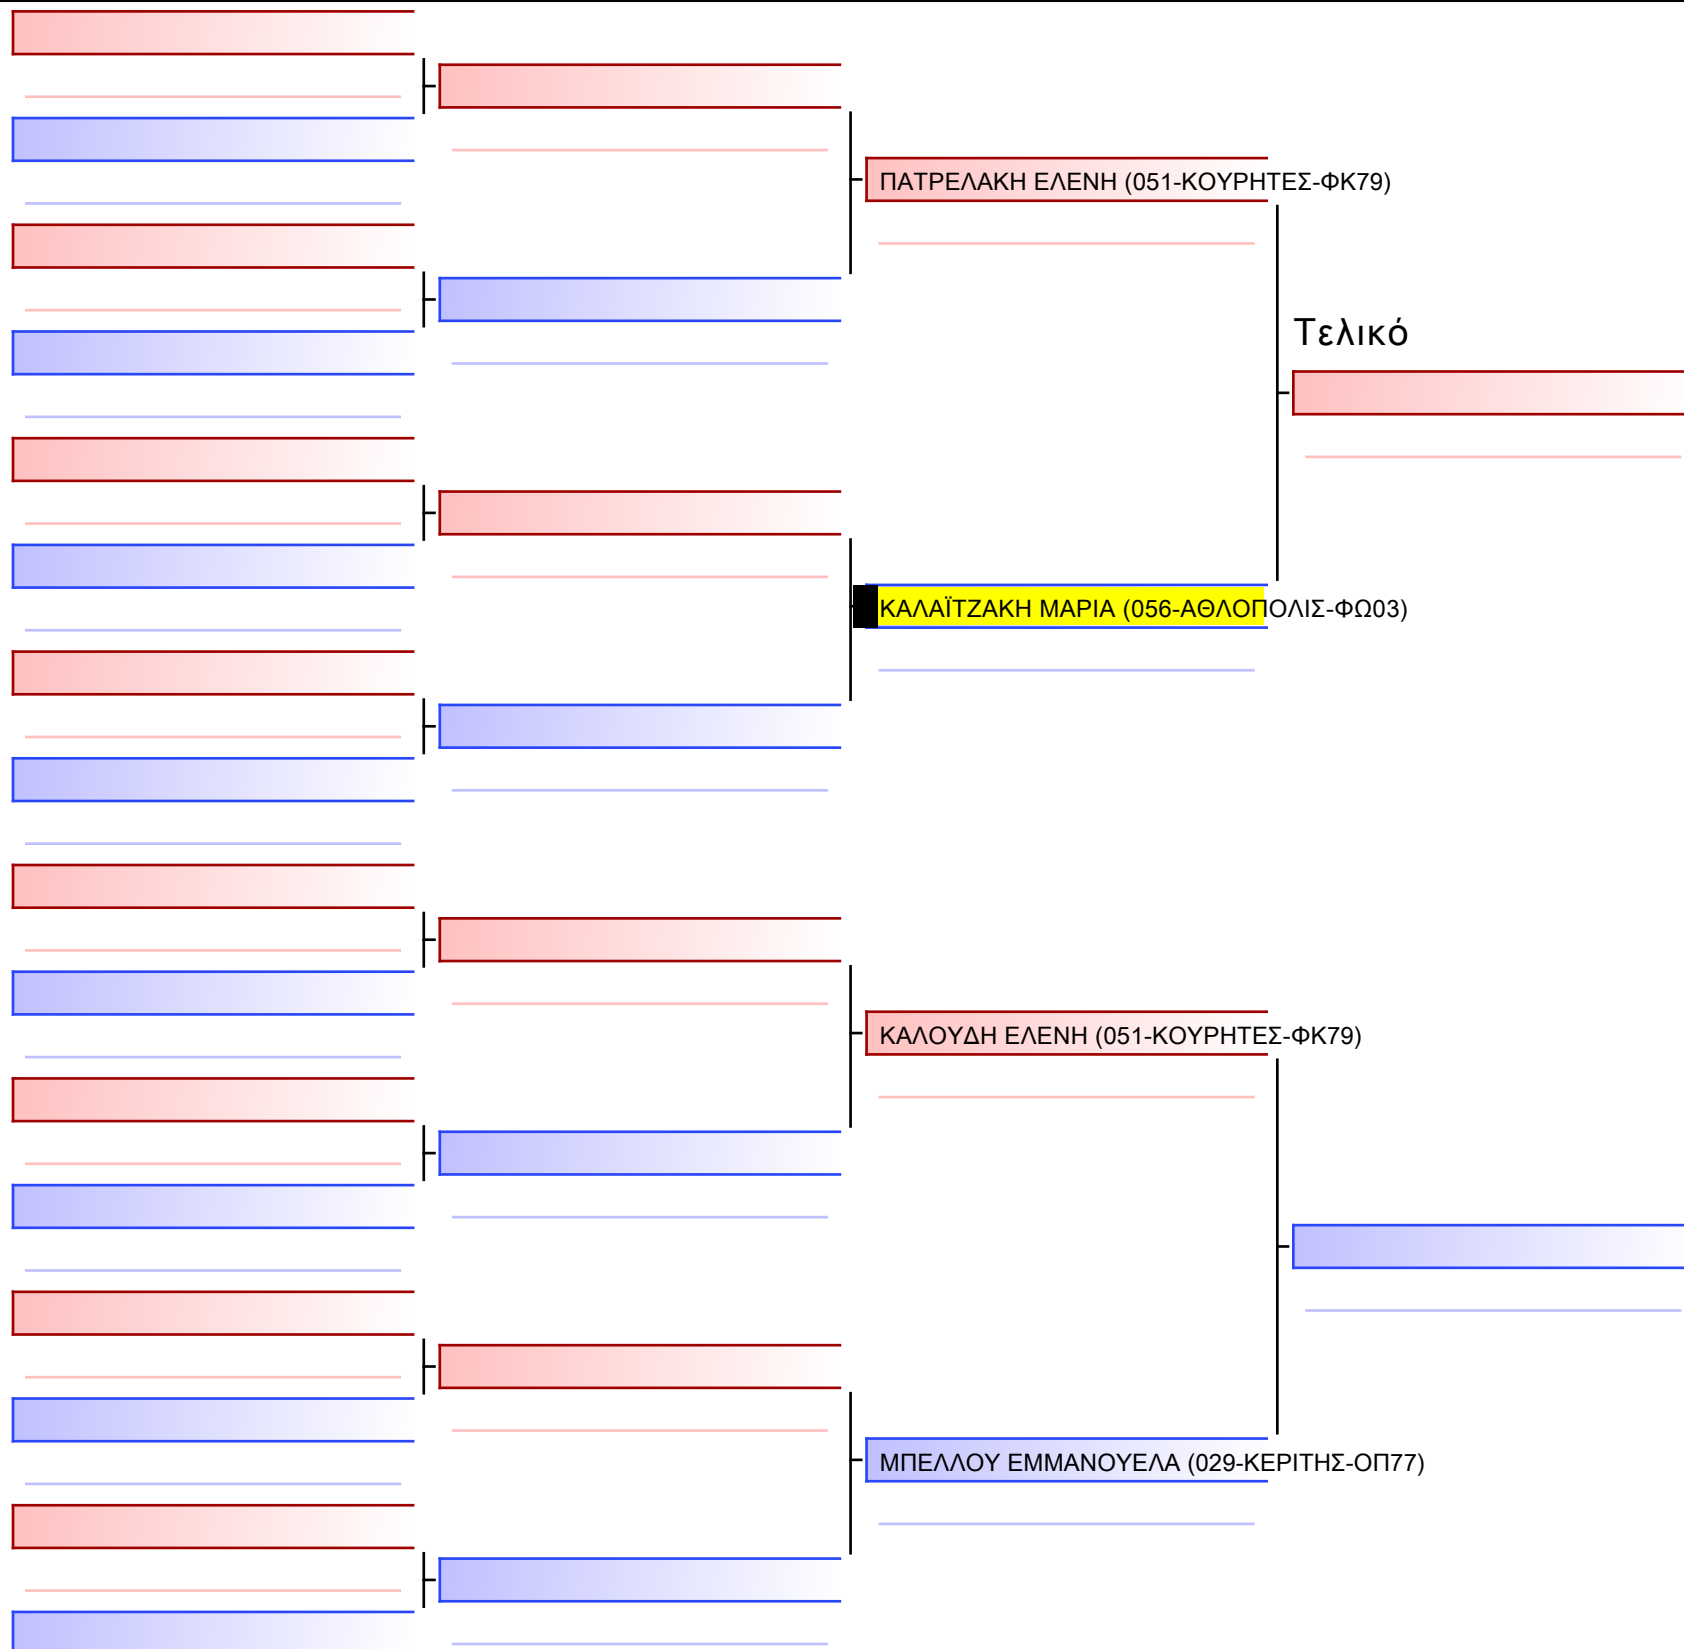 ΠΑΤΡΕΛΑΚΗ ΕΛΕΝΗ (051-ΚΟΥΡΗΤΕΣ-ΦΚ79)
Τελικό
ΚΑΛΑΪΤΖΑΚΗ ΜΑΡΙΑ (056-ΑΘΛΟΠΟΛΙΣ-ΦΩ03)
ΚΑΛΟΥΔΗ ΕΛΕΝΗ (051-ΚΟΥΡΗΤΕΣ-ΦΚ79)
ΜΠΕΛΛΟΥ ΕΜΜΑΝΟΥΕΛΑ (029-ΚΕΡΙΤΗΣ-ΟΠ77)